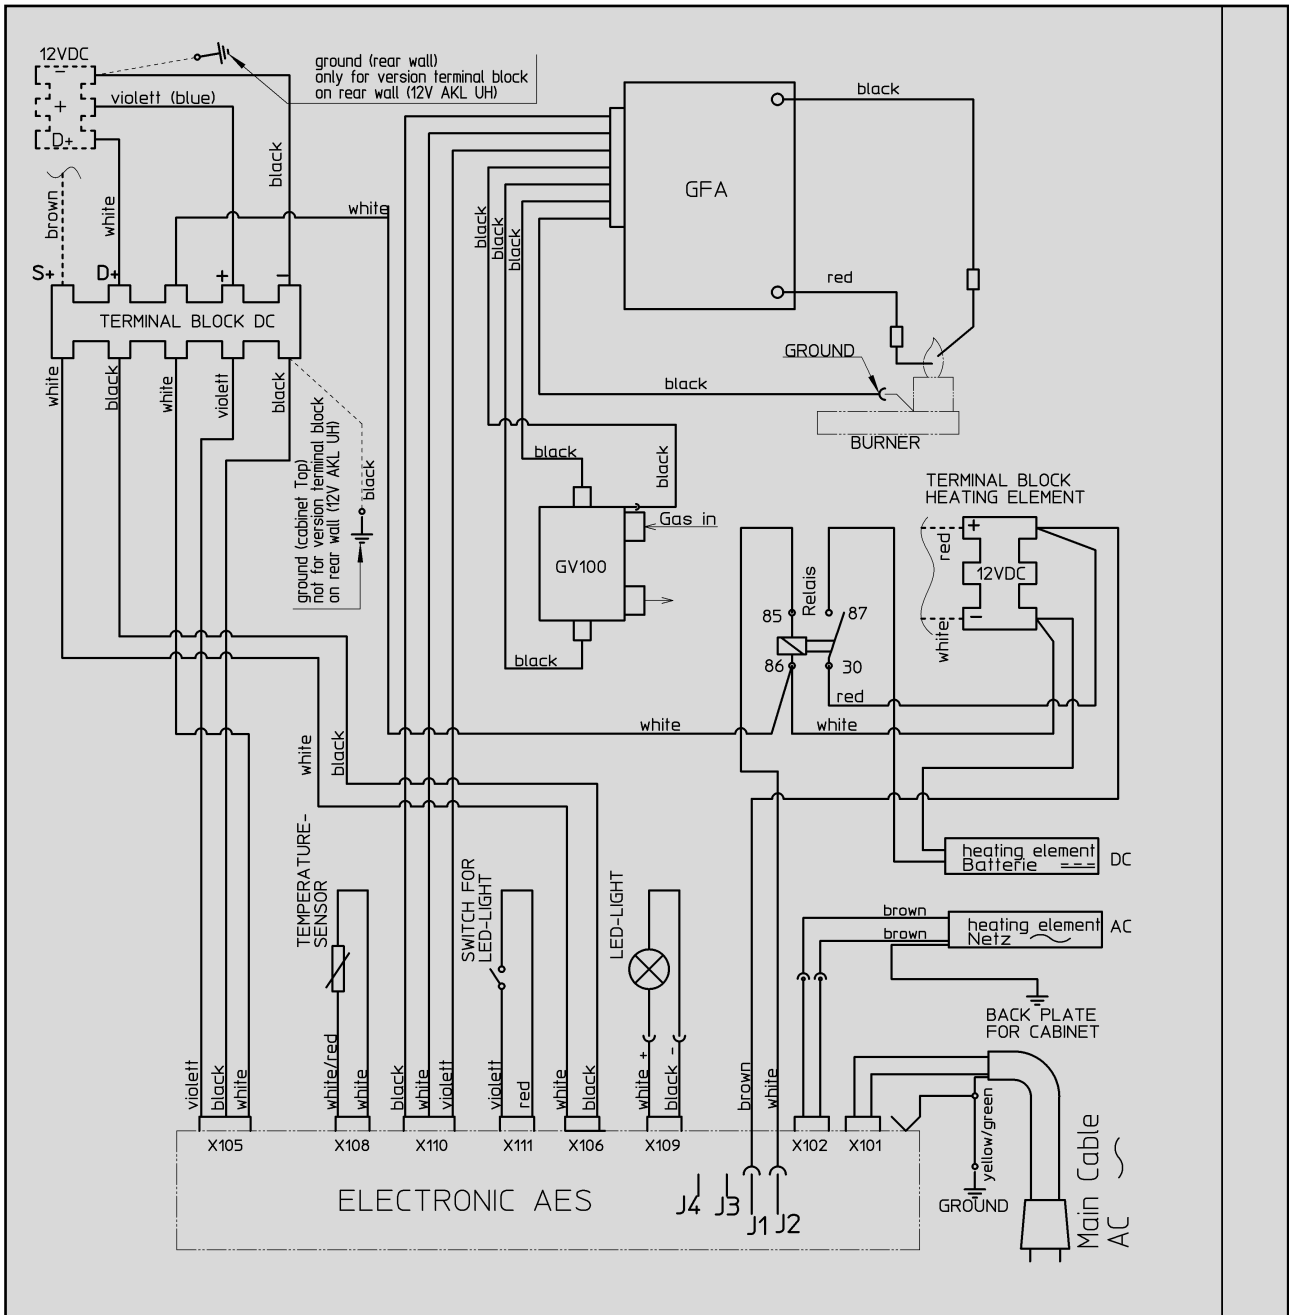 12VDC
−
+
D+
violett (blue)
ground (rear wall)
only for version terminal block
on rear wall (12V AKL UH)
black
brown
white
white
S+
D+
+
−
TERMINAL BLOCK DC
white
black
white
violett
black
ground (cabinet Top)
not for version terminal block
on rear wall (12V AKL UH)
black
GFA
black
red
black
black
black
GROUND
black
BURNER
black
black
Gas in
GV100
black
TERMINAL BLOCK
HEATING ELEMENT
+
12VDC
−
red
white
Relais
85
87
86
30
red
white
white
white
black
heating element
Batterie
DC
brown
brown
heating element
Netz
AC
BACK PLATE
FOR CABINET
TEMPERATURE-
SENSOR
SWITCH FOR
LED-LIGHT
LED-LIGHT
violett
black
white
white/red
white
black
white
violett
violett
red
white
black
white +
black -
brown
white
yellow/green
GROUND
Main Cable
AC
X105
X108
X110
X111
X106
X109
X102
X101
ELECTRONIC AES
J4
J3
J1
J2